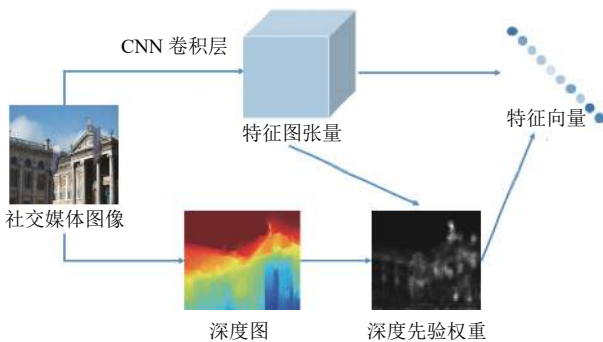 CNN 卷积层
特征图张量
特征向量
社交媒体图像
深度图
深度先验权重